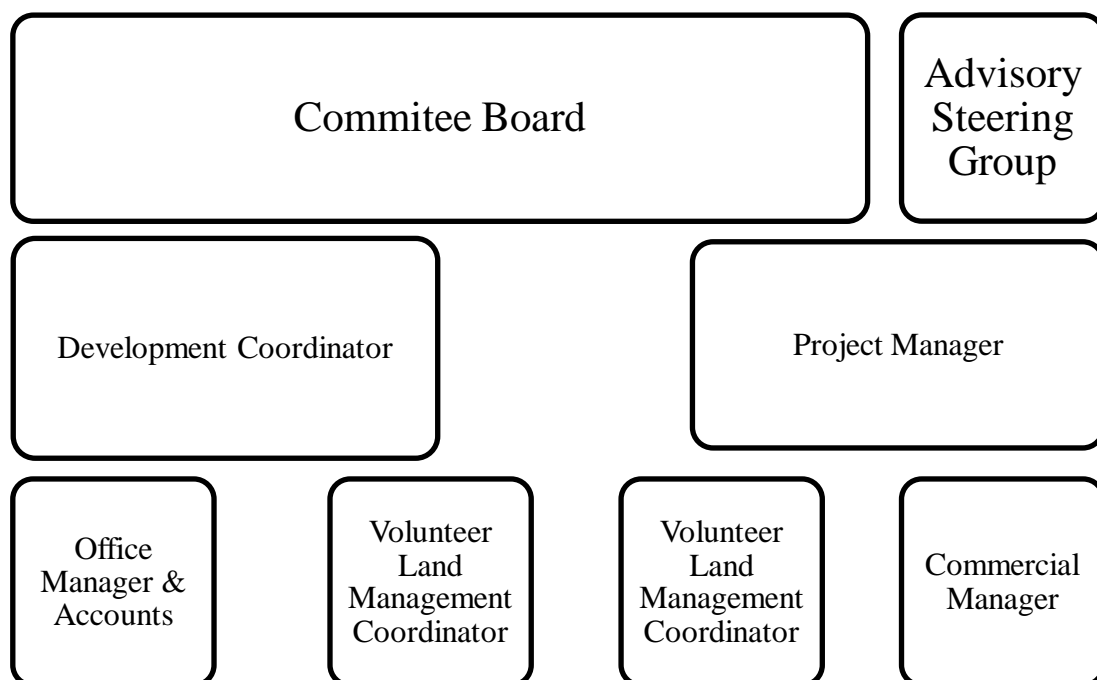 Commitee Board
Advisory
Steering
Group
Development Coordinator
Project Manager
Office
Manager &
Accounts
Volunteer
Land
Management
Coordinator
Volunteer
Land
Management
Coordinator
Commercial
Manager